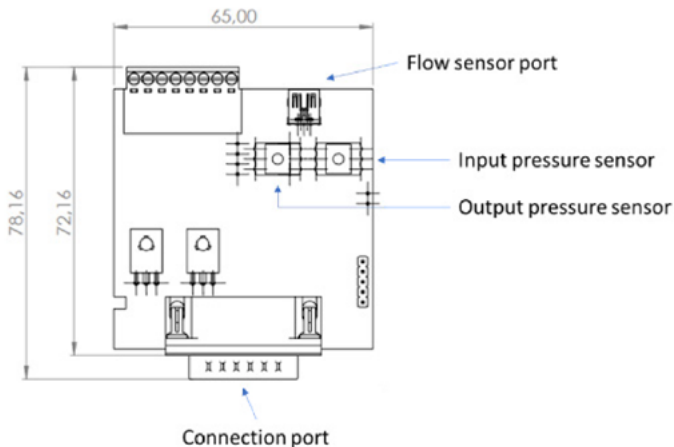 65,00
Flow sensor port
Input pressure sensor
Output pressure sensor
78,16
72,16
Connection port